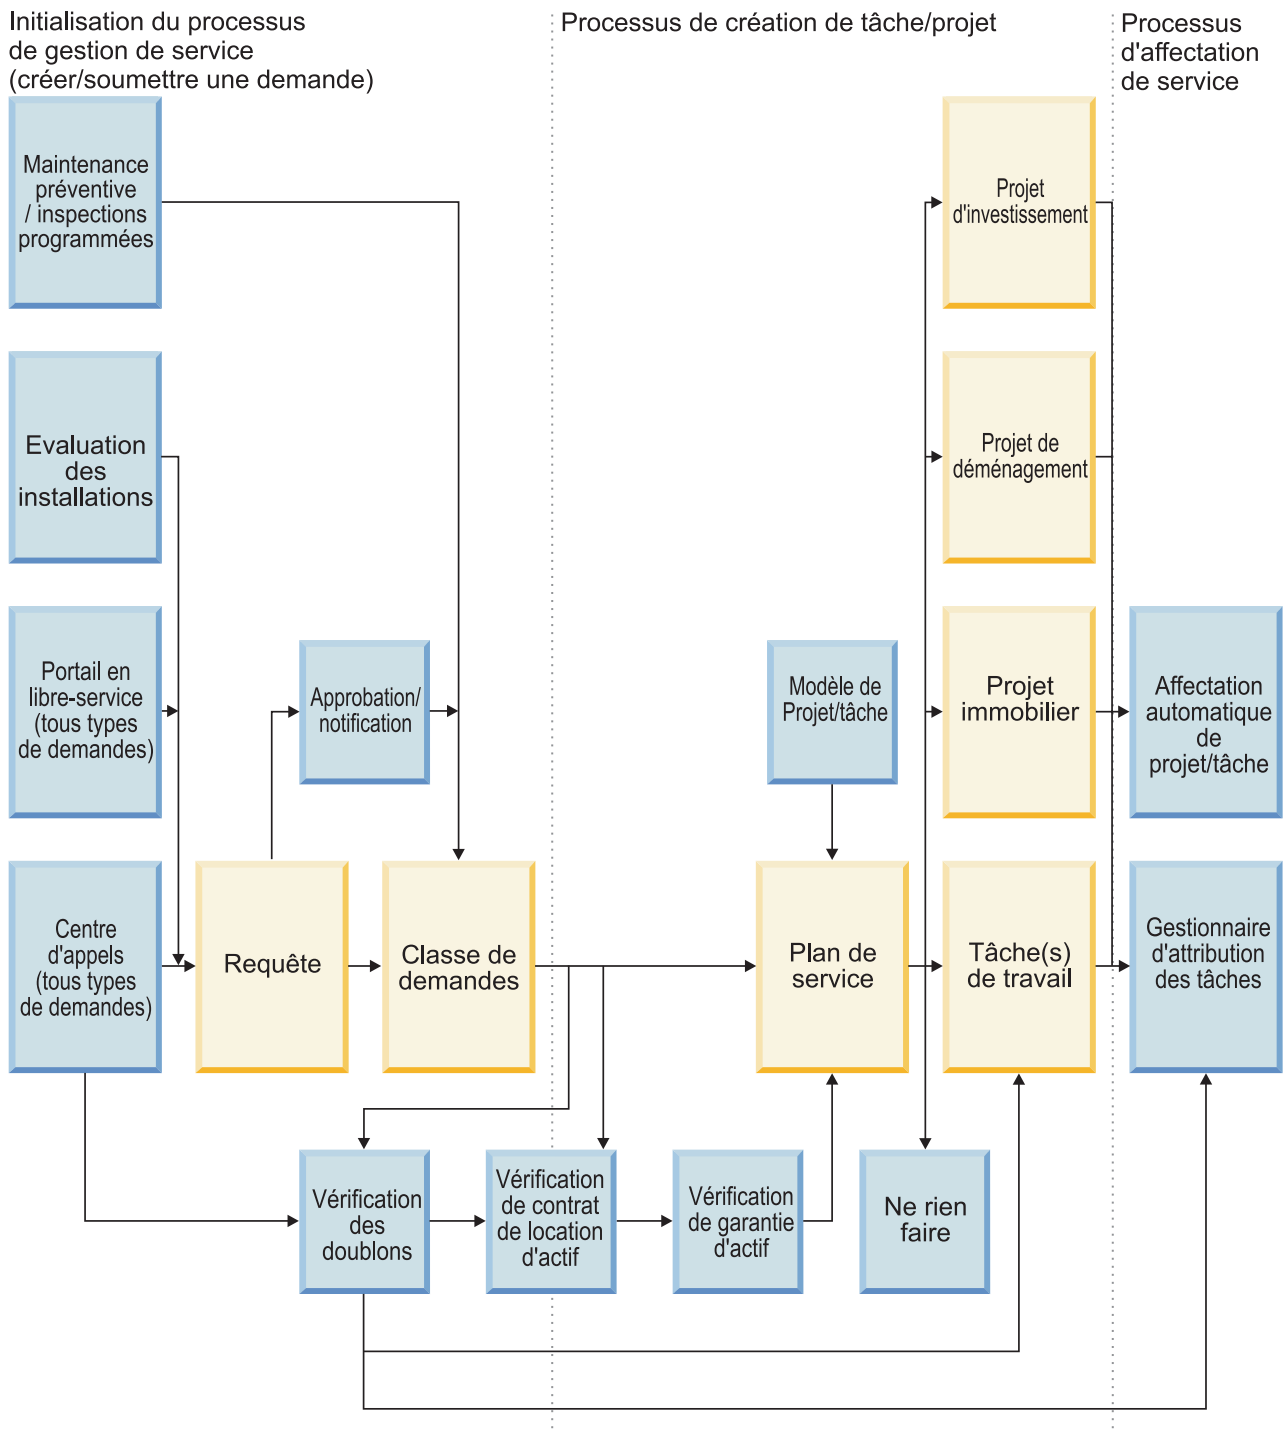 Initialisation du processus
de gestion de service
(créer/soumettre une demande)
Processus de création de tâche/projet
Processus
d'affectation
de service
Maintenance
préventive
/ inspections
programmées
Projet
d'investissement
Evaluation
des
installations
Projet de
déménagement
Portail en
libre-service
(tous types
de demandes)
Approbation/
notification
Modèle de
Projet/tâche
Projet
immobilier
Affectation
automatique
de
projet/tâche
Centre
d'appels
(tous types
de demandes)
Requête
Classe de
demandes
Plan de
service
Tâche(s)
de travail
Gestionnaire
d'attribution
des tâches
Vérification
des
doublons
Vérification
de contrat
de location
d'actif
Vérification
de garantie
d'actif
Ne rien
faire